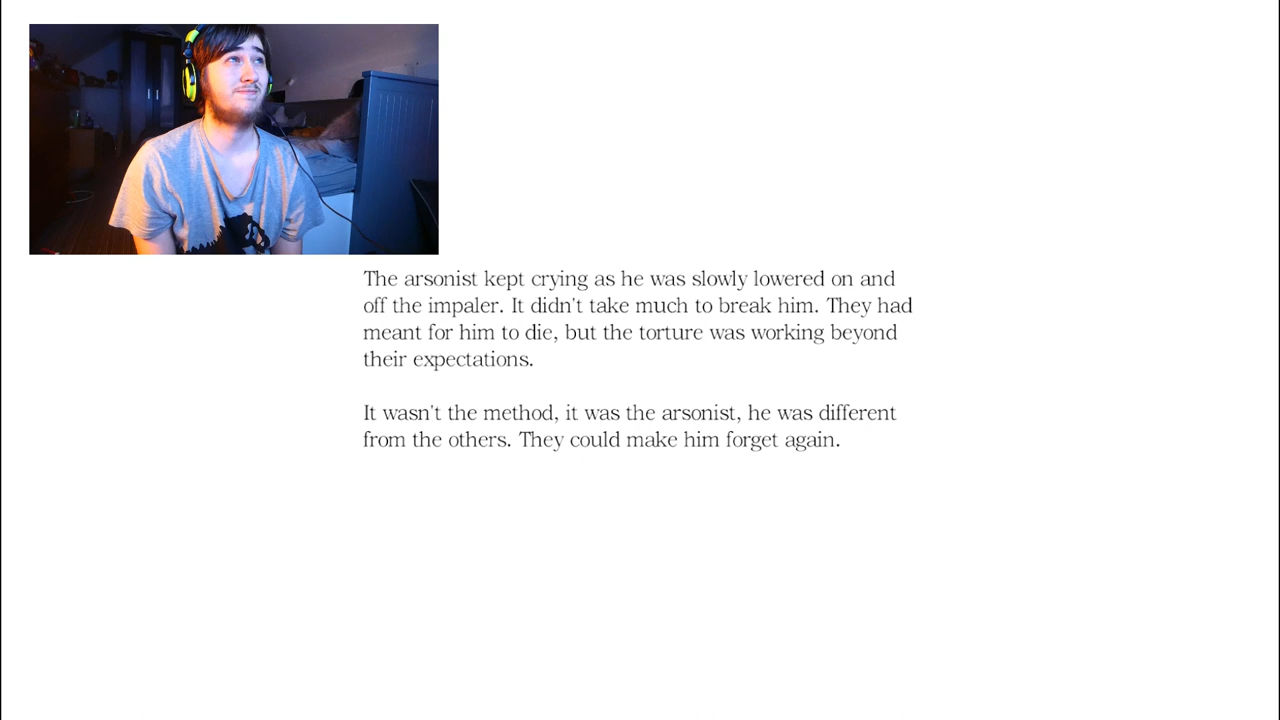 The arsonist kept crying as he was slowly lowered on and
off the impaler. It didn't take much to break him. They had
meant for him to die, but the torture was working beyond
their expectations.
It wasn't the method, it was the arsonist, he was different
from the others. They could make him forget again.